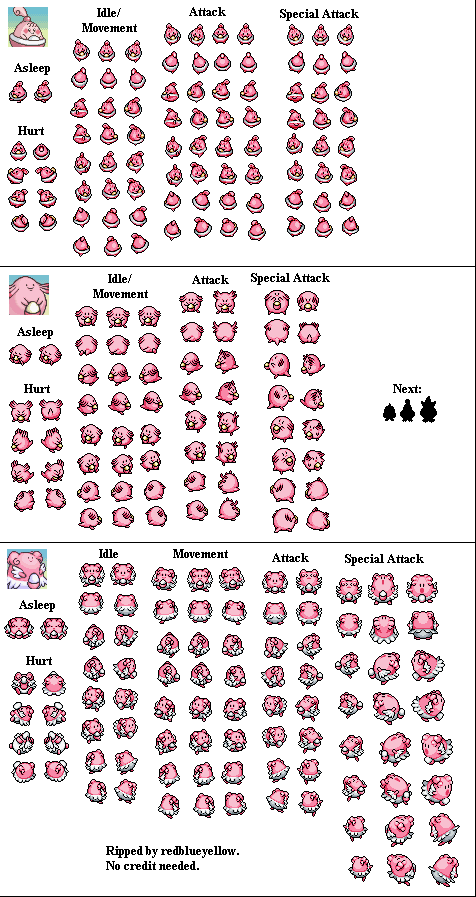 Idle/
Movement
Attack
Special Attack
Asleep
Hurt
Idle/
Movement
Attack
Special Attack
Asleep
Hurt
Next:
Idle
Movement
Attack
Special Attack
Asleep
Hurt
Ripped by redblueyellow.
No credit needed.